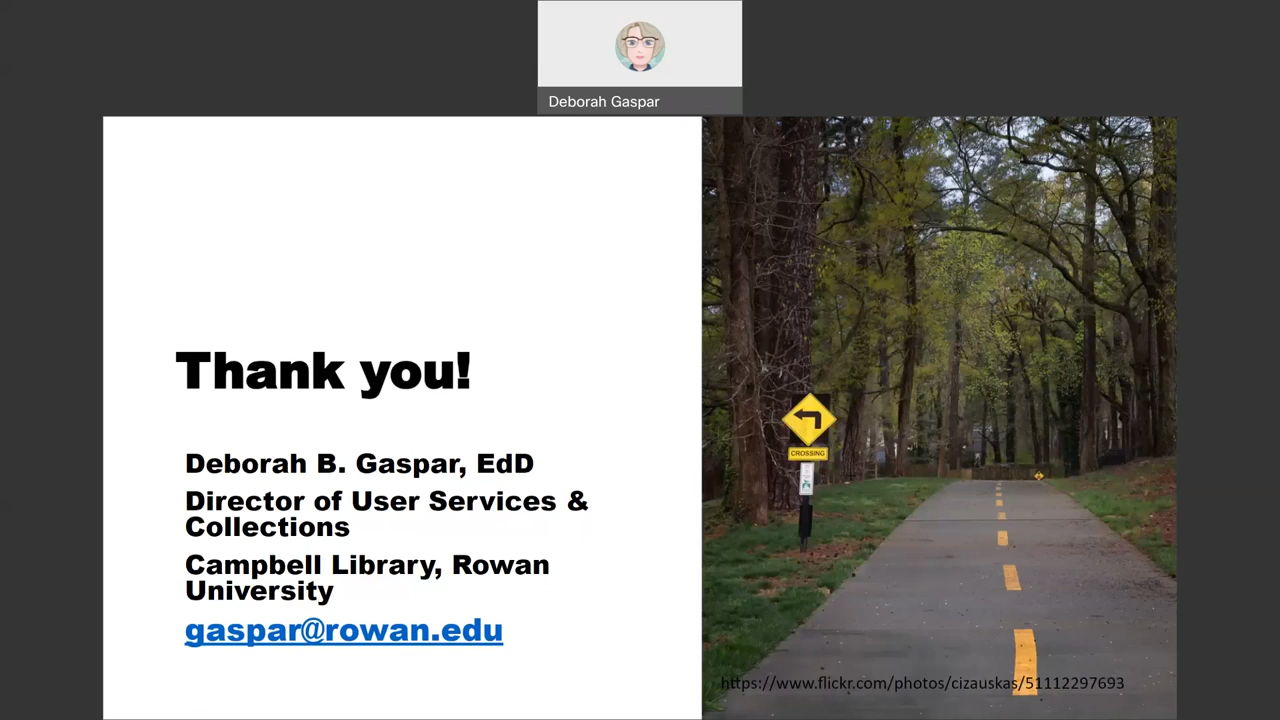 Deborah Gaspar
Thank you!
Deborah B. Gaspar, EdD
Director of User Services &
Collections
Campbell Library, Rowan
University
gaspar@rowan.edu
CROSSING
https://www.flickr.com/photos/cizauskas/51112297693